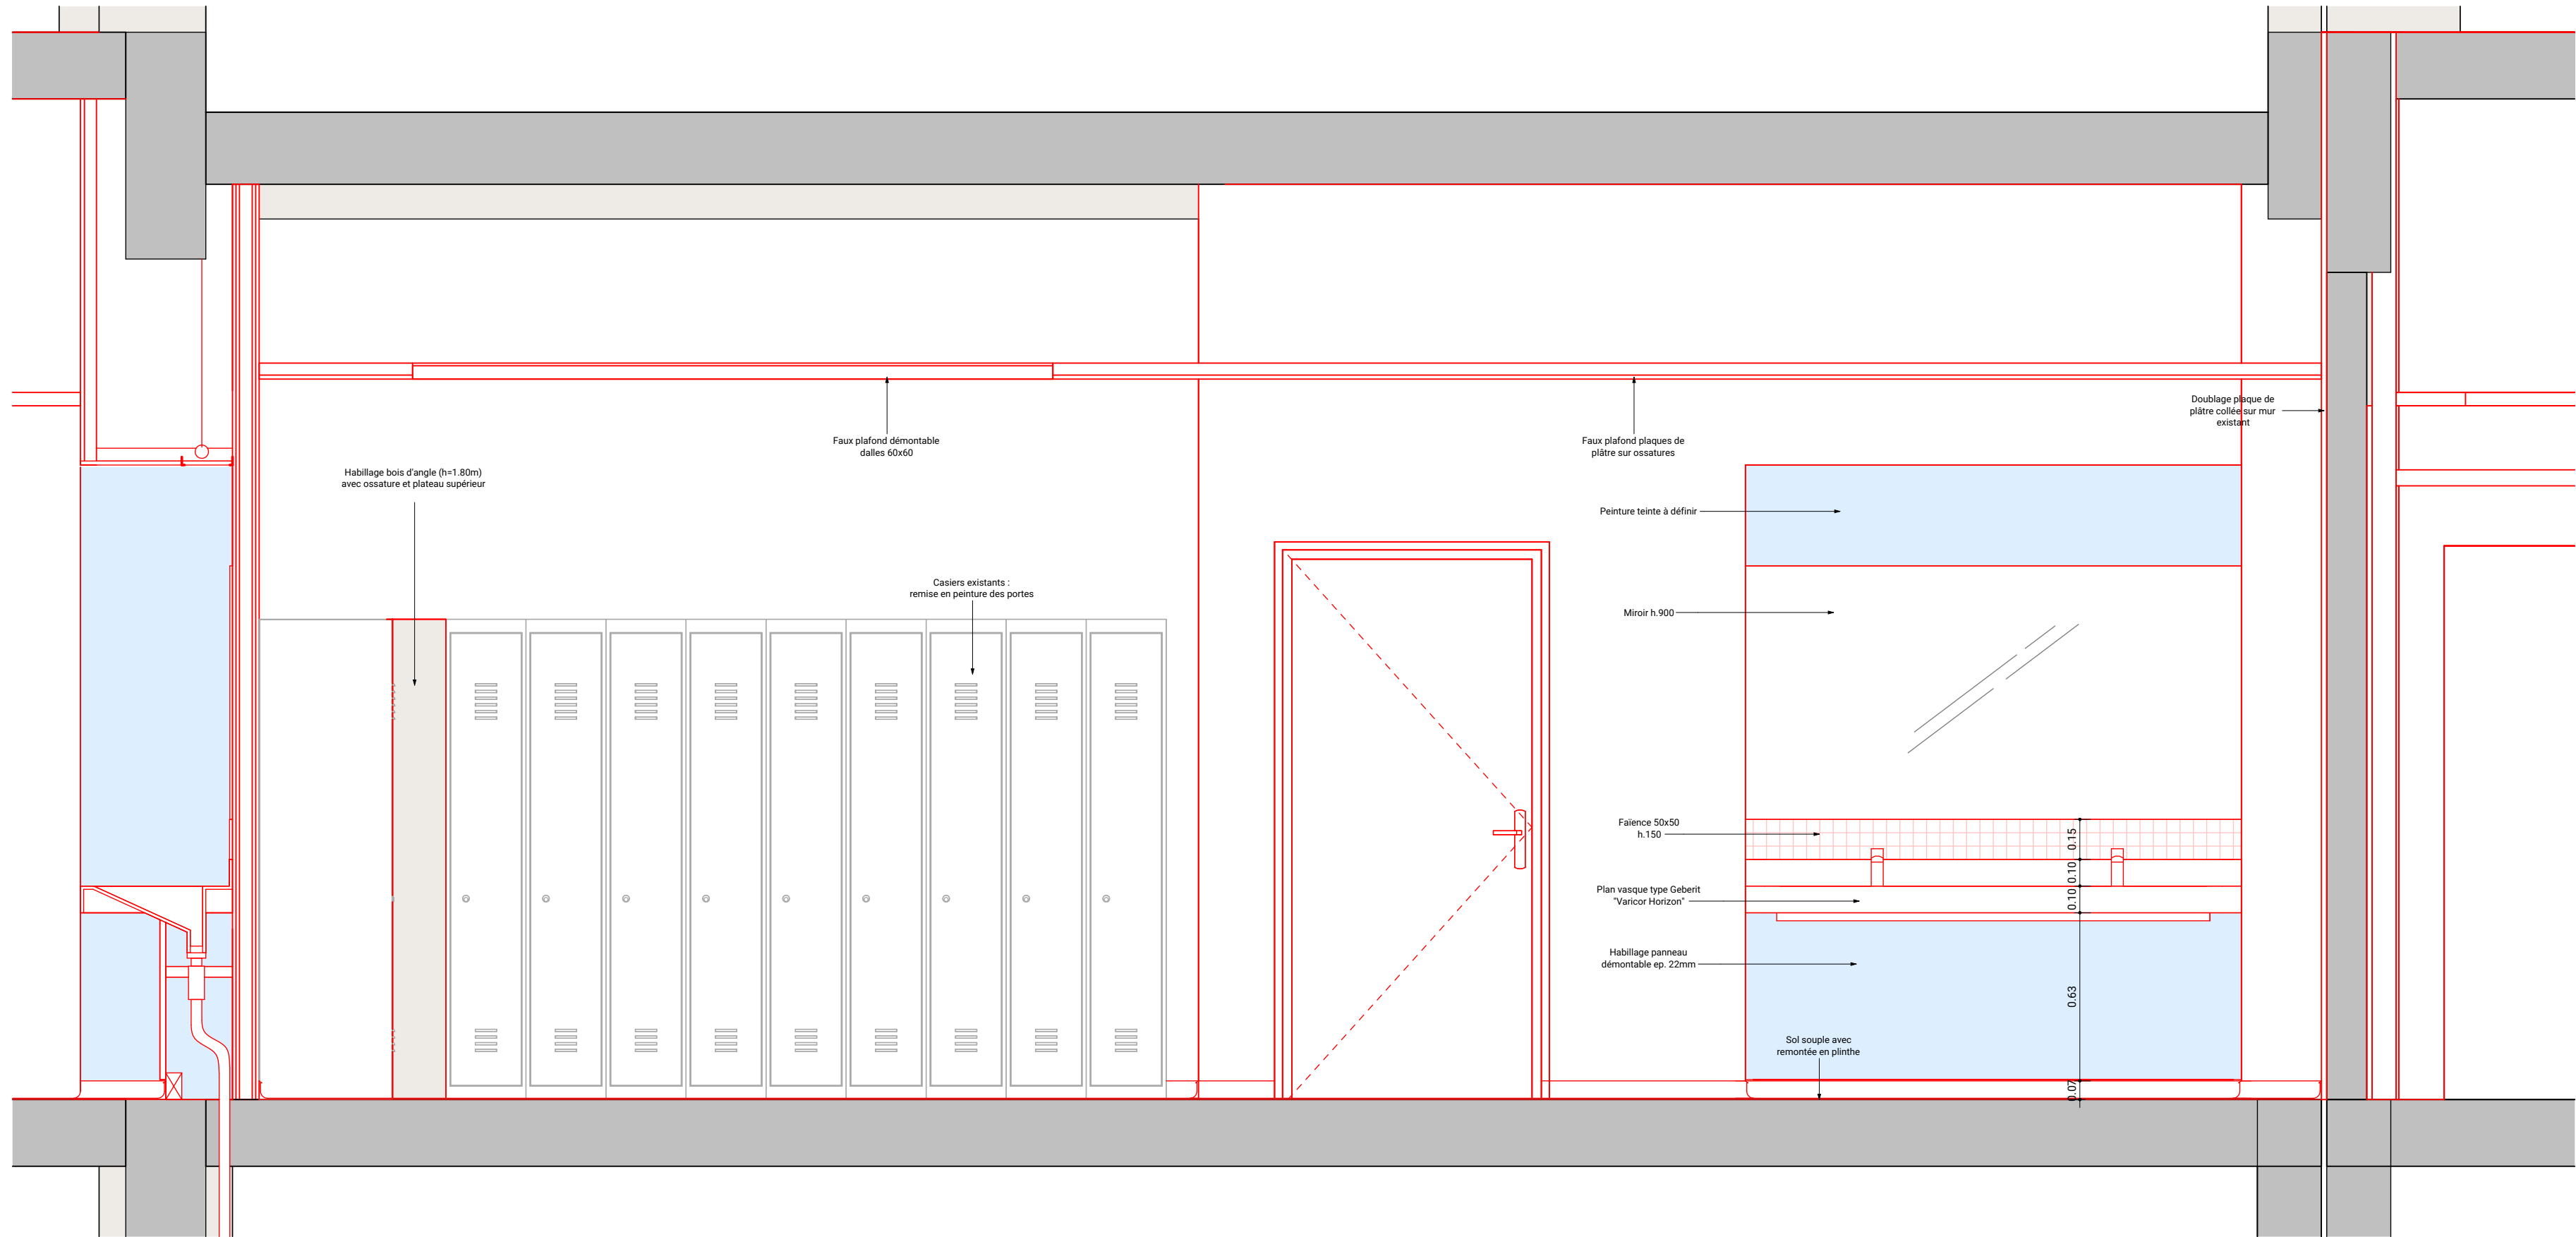 Doublage plaque de
plâtre collée sur mur
existant
Faux plafond démontable
dalles 60x60
Faux plafond plaques de
plâtre sur ossatures
Habillage bois d'angle (h=1.80m)
avec ossature et plateau supérieur
Peinture teinte à définir
Casiers existants :
remise en peinture des portes
Miroir h.900
Faïence 50x50
h.150
0.15
0.10
Plan vasque type Geberit
"Varicor Horizon"
0.10
Habillage panneau
démontable ep. 22mm
0.63
Sol souple avec
remontée en plinthe
0.07